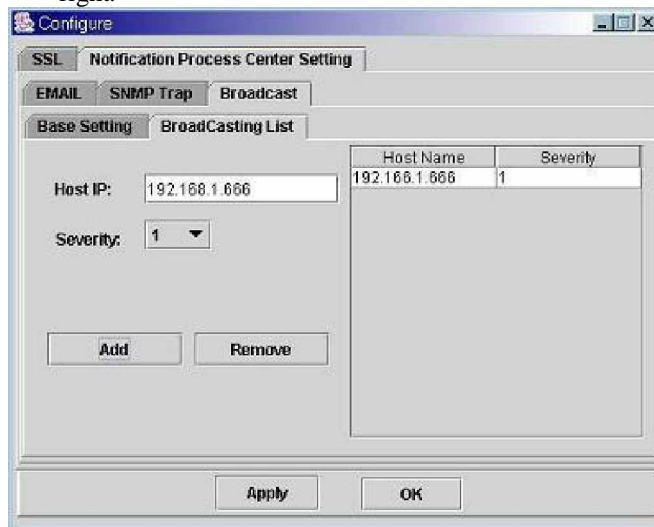 Configure
SSL Notification Process Center Setting
EMAIL SNMP Trap Broadcast
Base Setting BroadCasting List
Host IP: 192.168.1.666
Severity: 1
Host Name Severity
192.168.1.666 1
Add Remove
Apply OK